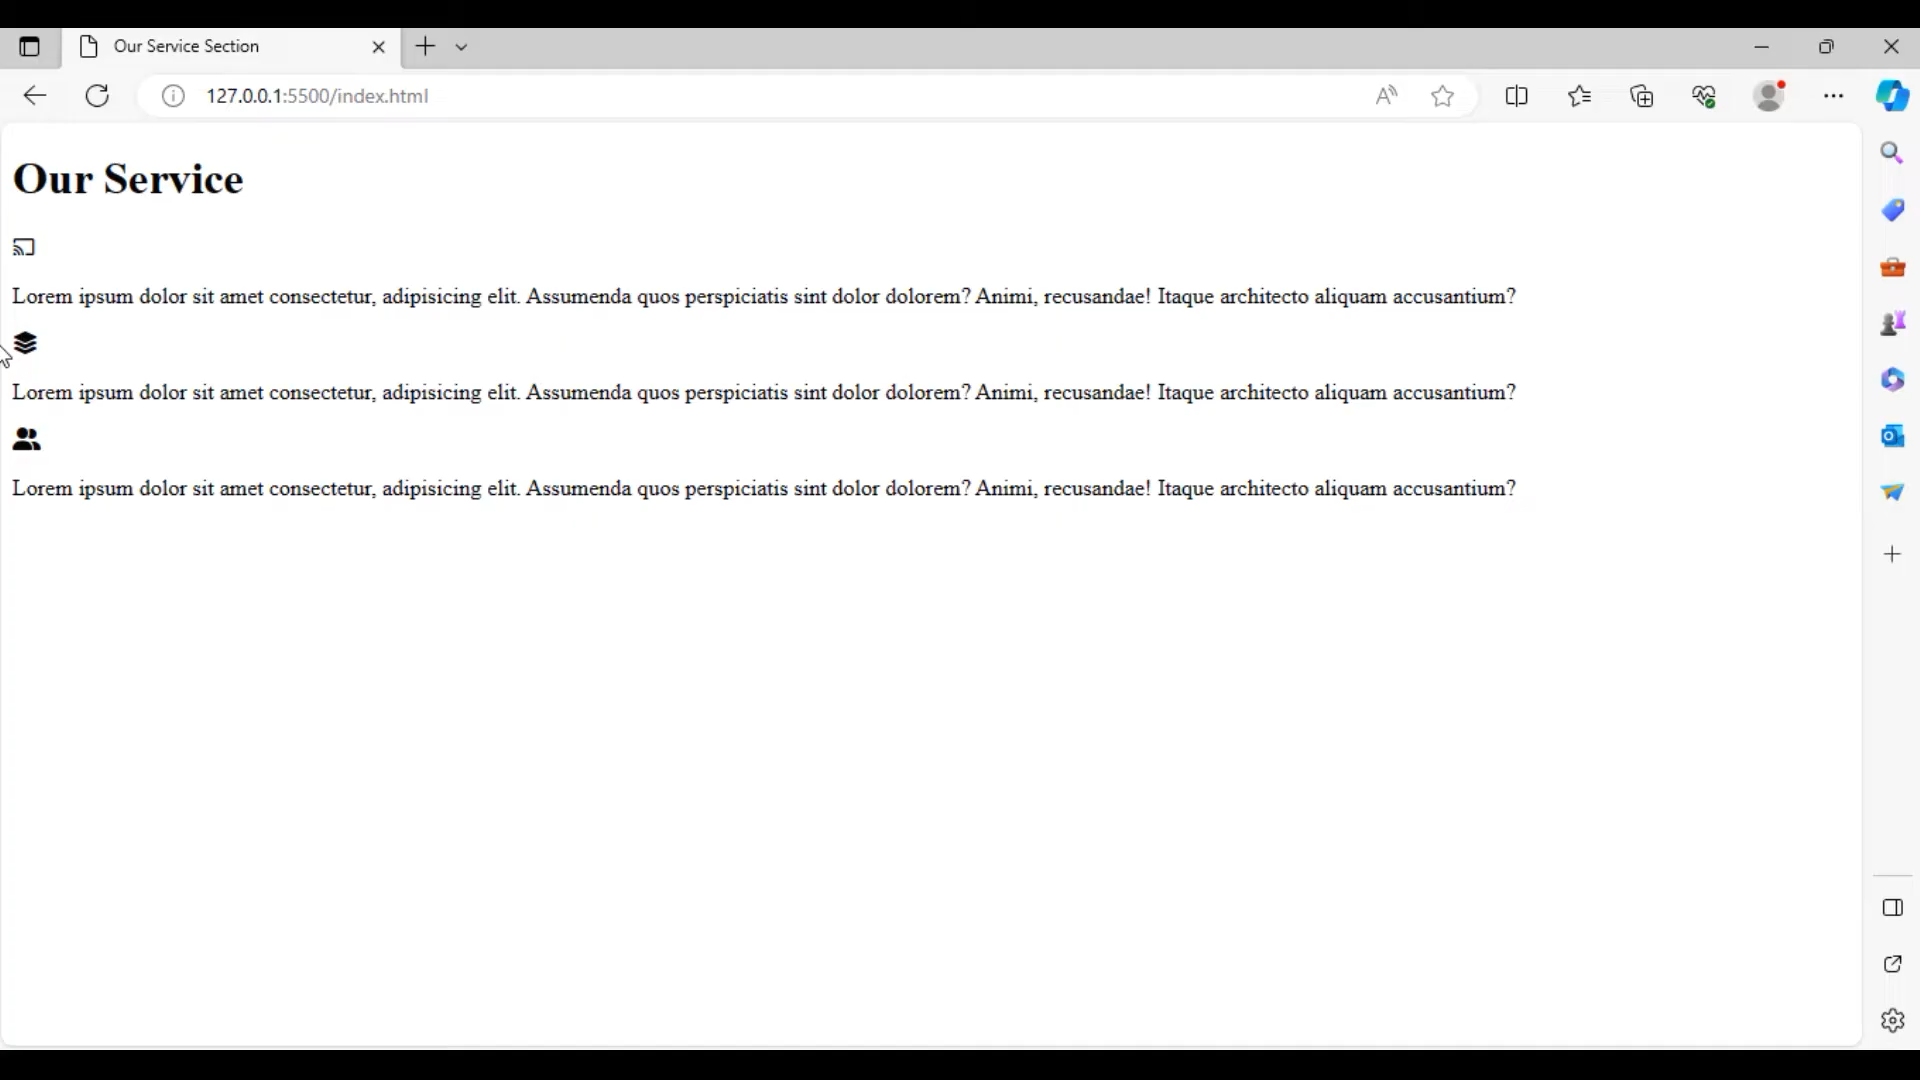 Our Service Section
127.0.0.1:5500/index.html
Our Service
Lorem ipsum dolor sit amet consectetur, adipisicing elit. Assumenda quos perspiciatis sint dolor dolorem? Animi, recusandae! Itaque architecto aliquam accusantium?
Lorem ipsum dolor sit amet consectetur, adipisicing elit. Assumenda quos perspiciatis sint dolor dolorem? Animi, recusandae! Itaque architecto aliquam accusantium?
Lorem ipsum dolor sit amet consectetur, adipisicing elit. Assumenda quos perspiciatis sint dolor dolorem? Animi, recusandae! Itaque architecto aliquam accusantium?